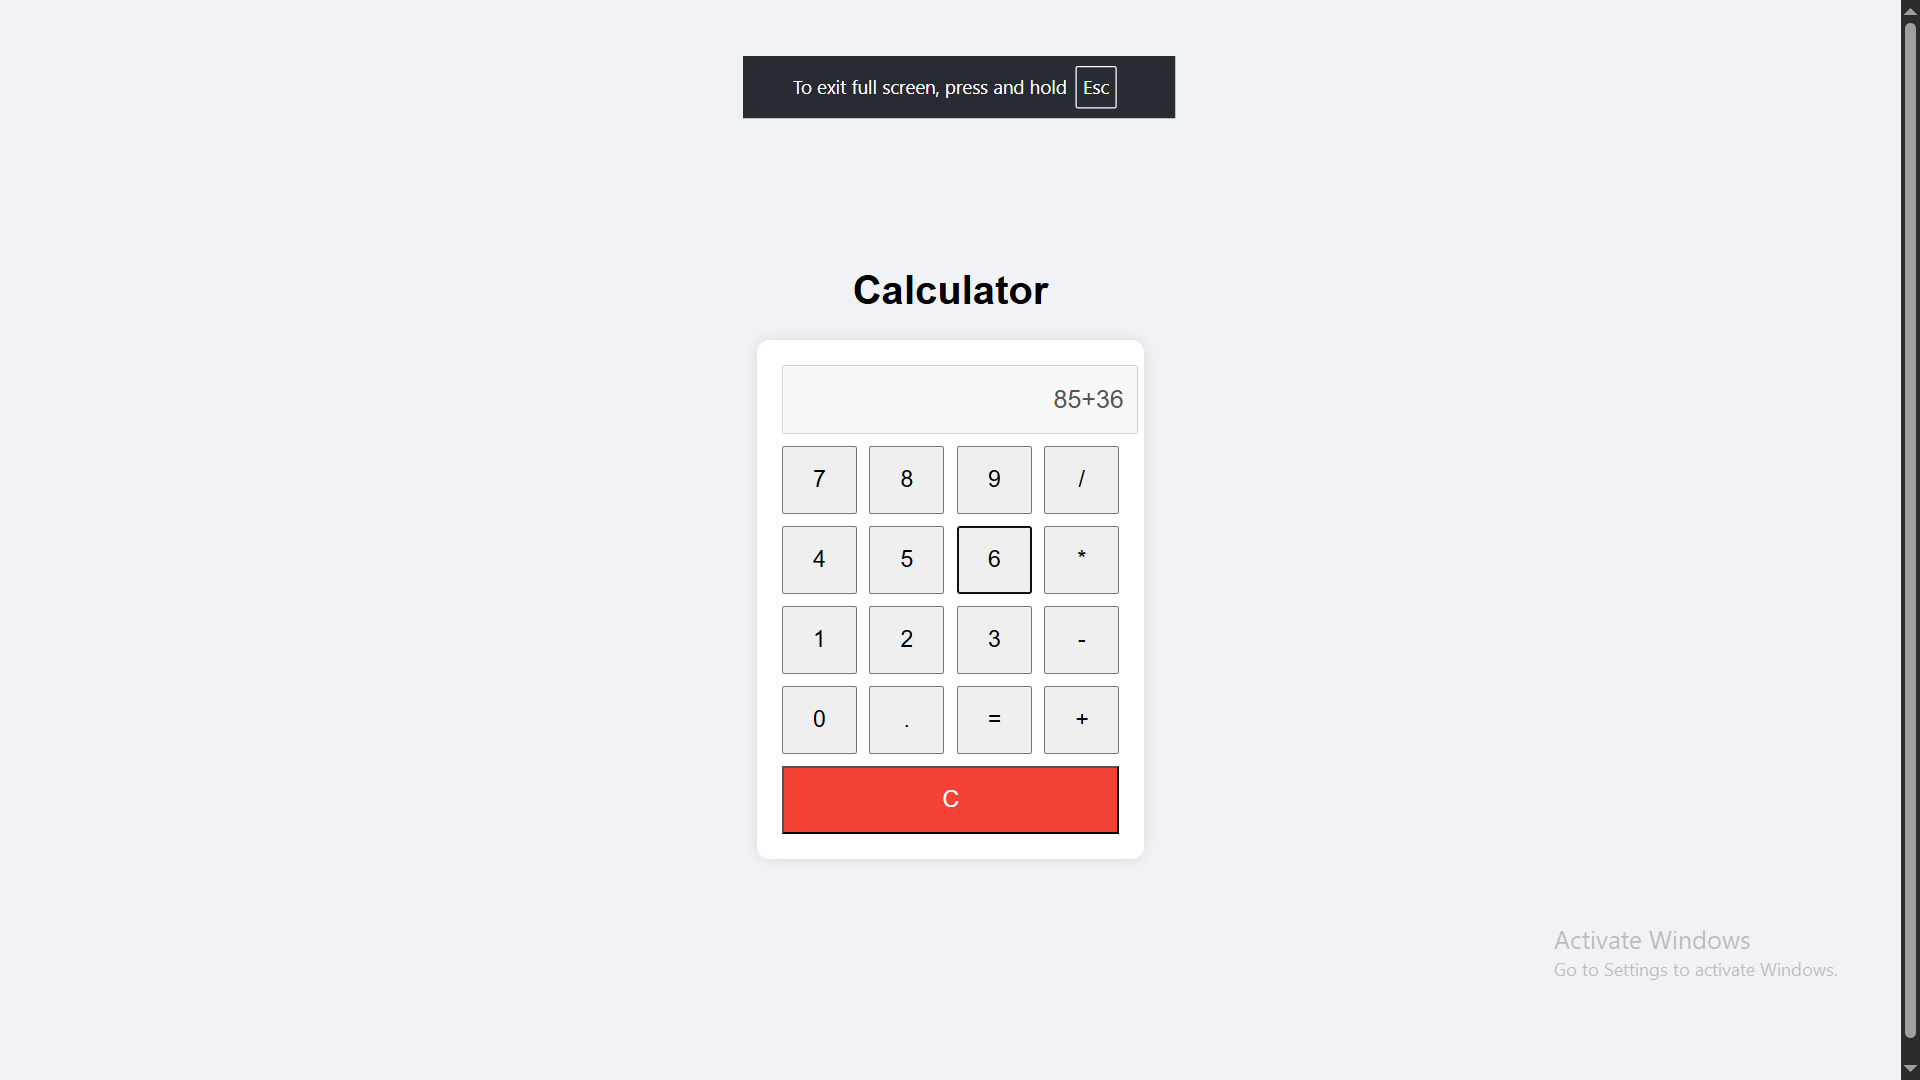 To exit full screen, press and hold Esc
Calculator
85+36
7 8 9 /
4 5 6 *
1 2 3 -
0 . = +
C
Activate Windows
Go to Settings to activate Windows.